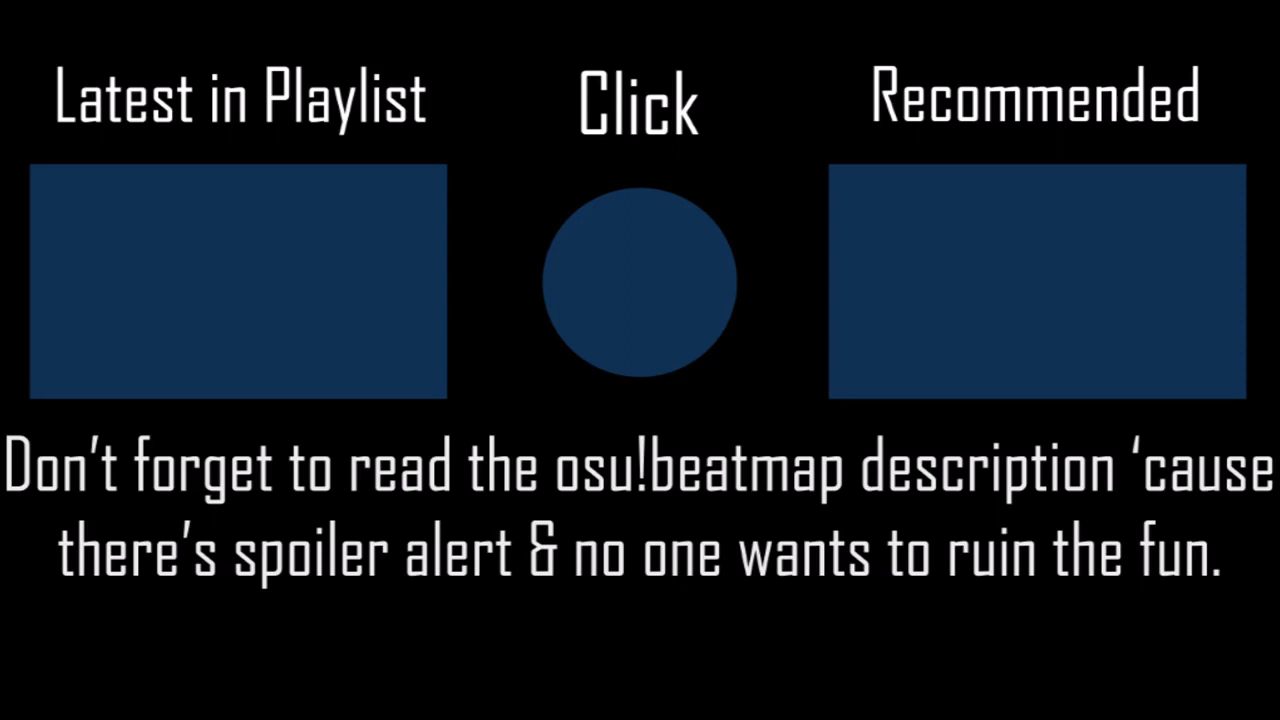 Latest in Playlist
Click
Recommended
Don’t forget to read the osu!beatmap description ‘cause
there’s spoiler alert & no one wants to ruin the fun.